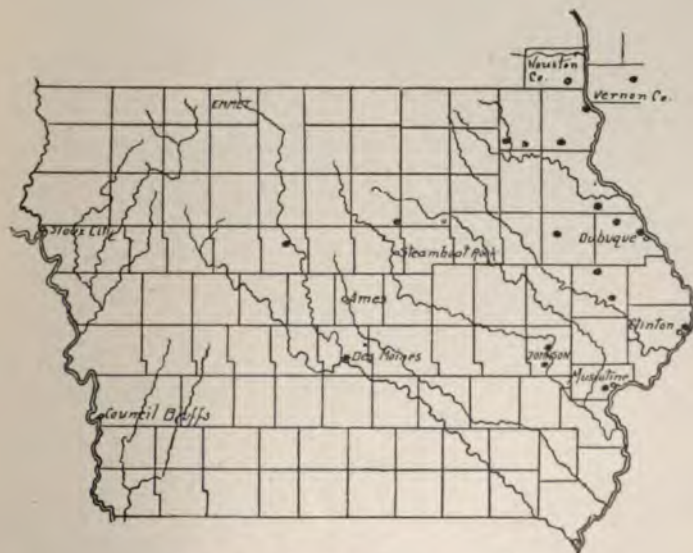 Houston
Co.
Vernon Co.
EMMET
Sioux City
Dubuque
Steamboat Rock
Ames
Clinton
Des Moines
JOHNSON
Muscatine
Council Bluffs